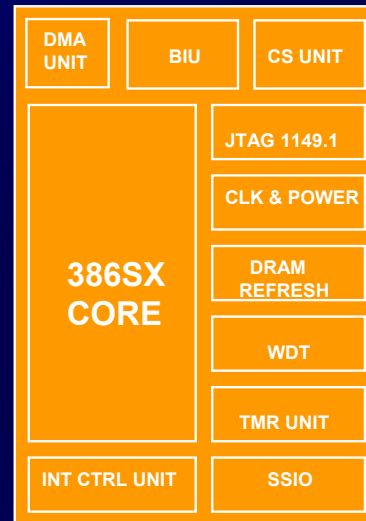 DMA
UNIT
BIU
CS UNIT
JTAG 1149.1
CLK & POWER
386SX
CORE
DRAM
REFRESH
WDT
TMR UNIT
INT CTRL UNIT
SSIO